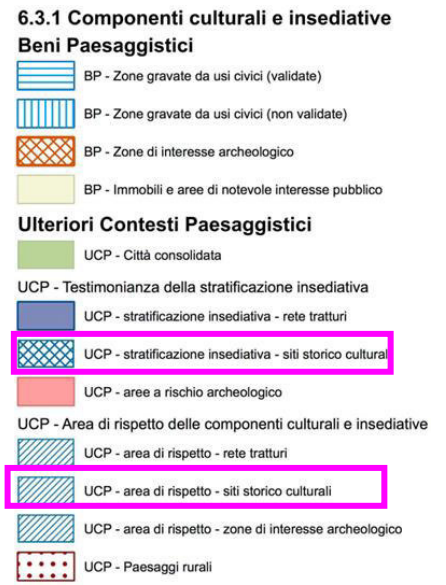 6.3.1 Componenti culturali e insediative
Beni Paesaggistici
BP - Zone gravate da usi civici (validate)
BP - Zone gravate da usi civici (non validate)
BP - Zone di interesse archeologico
BP - Immobili e aree di notevole interesse pubblico
Ulteriori Contesti Paesaggistici
UCP - Città consolidata
UCP - Testimonianza della stratificazione insediativa
UCP - stratificazione insediativa - rete tratturi
UCP - stratificazione insediativa - siti storico culturali
UCP - aree a rischio archeologico
UCP - Area di rispetto delle componenti culturali e insediative
UCP - area di rispetto - rete tratturi
UCP - area di rispetto - siti storico culturali
UCP - area di rispetto - zone di interesse archeologico
UCP - Paesaggi rurali